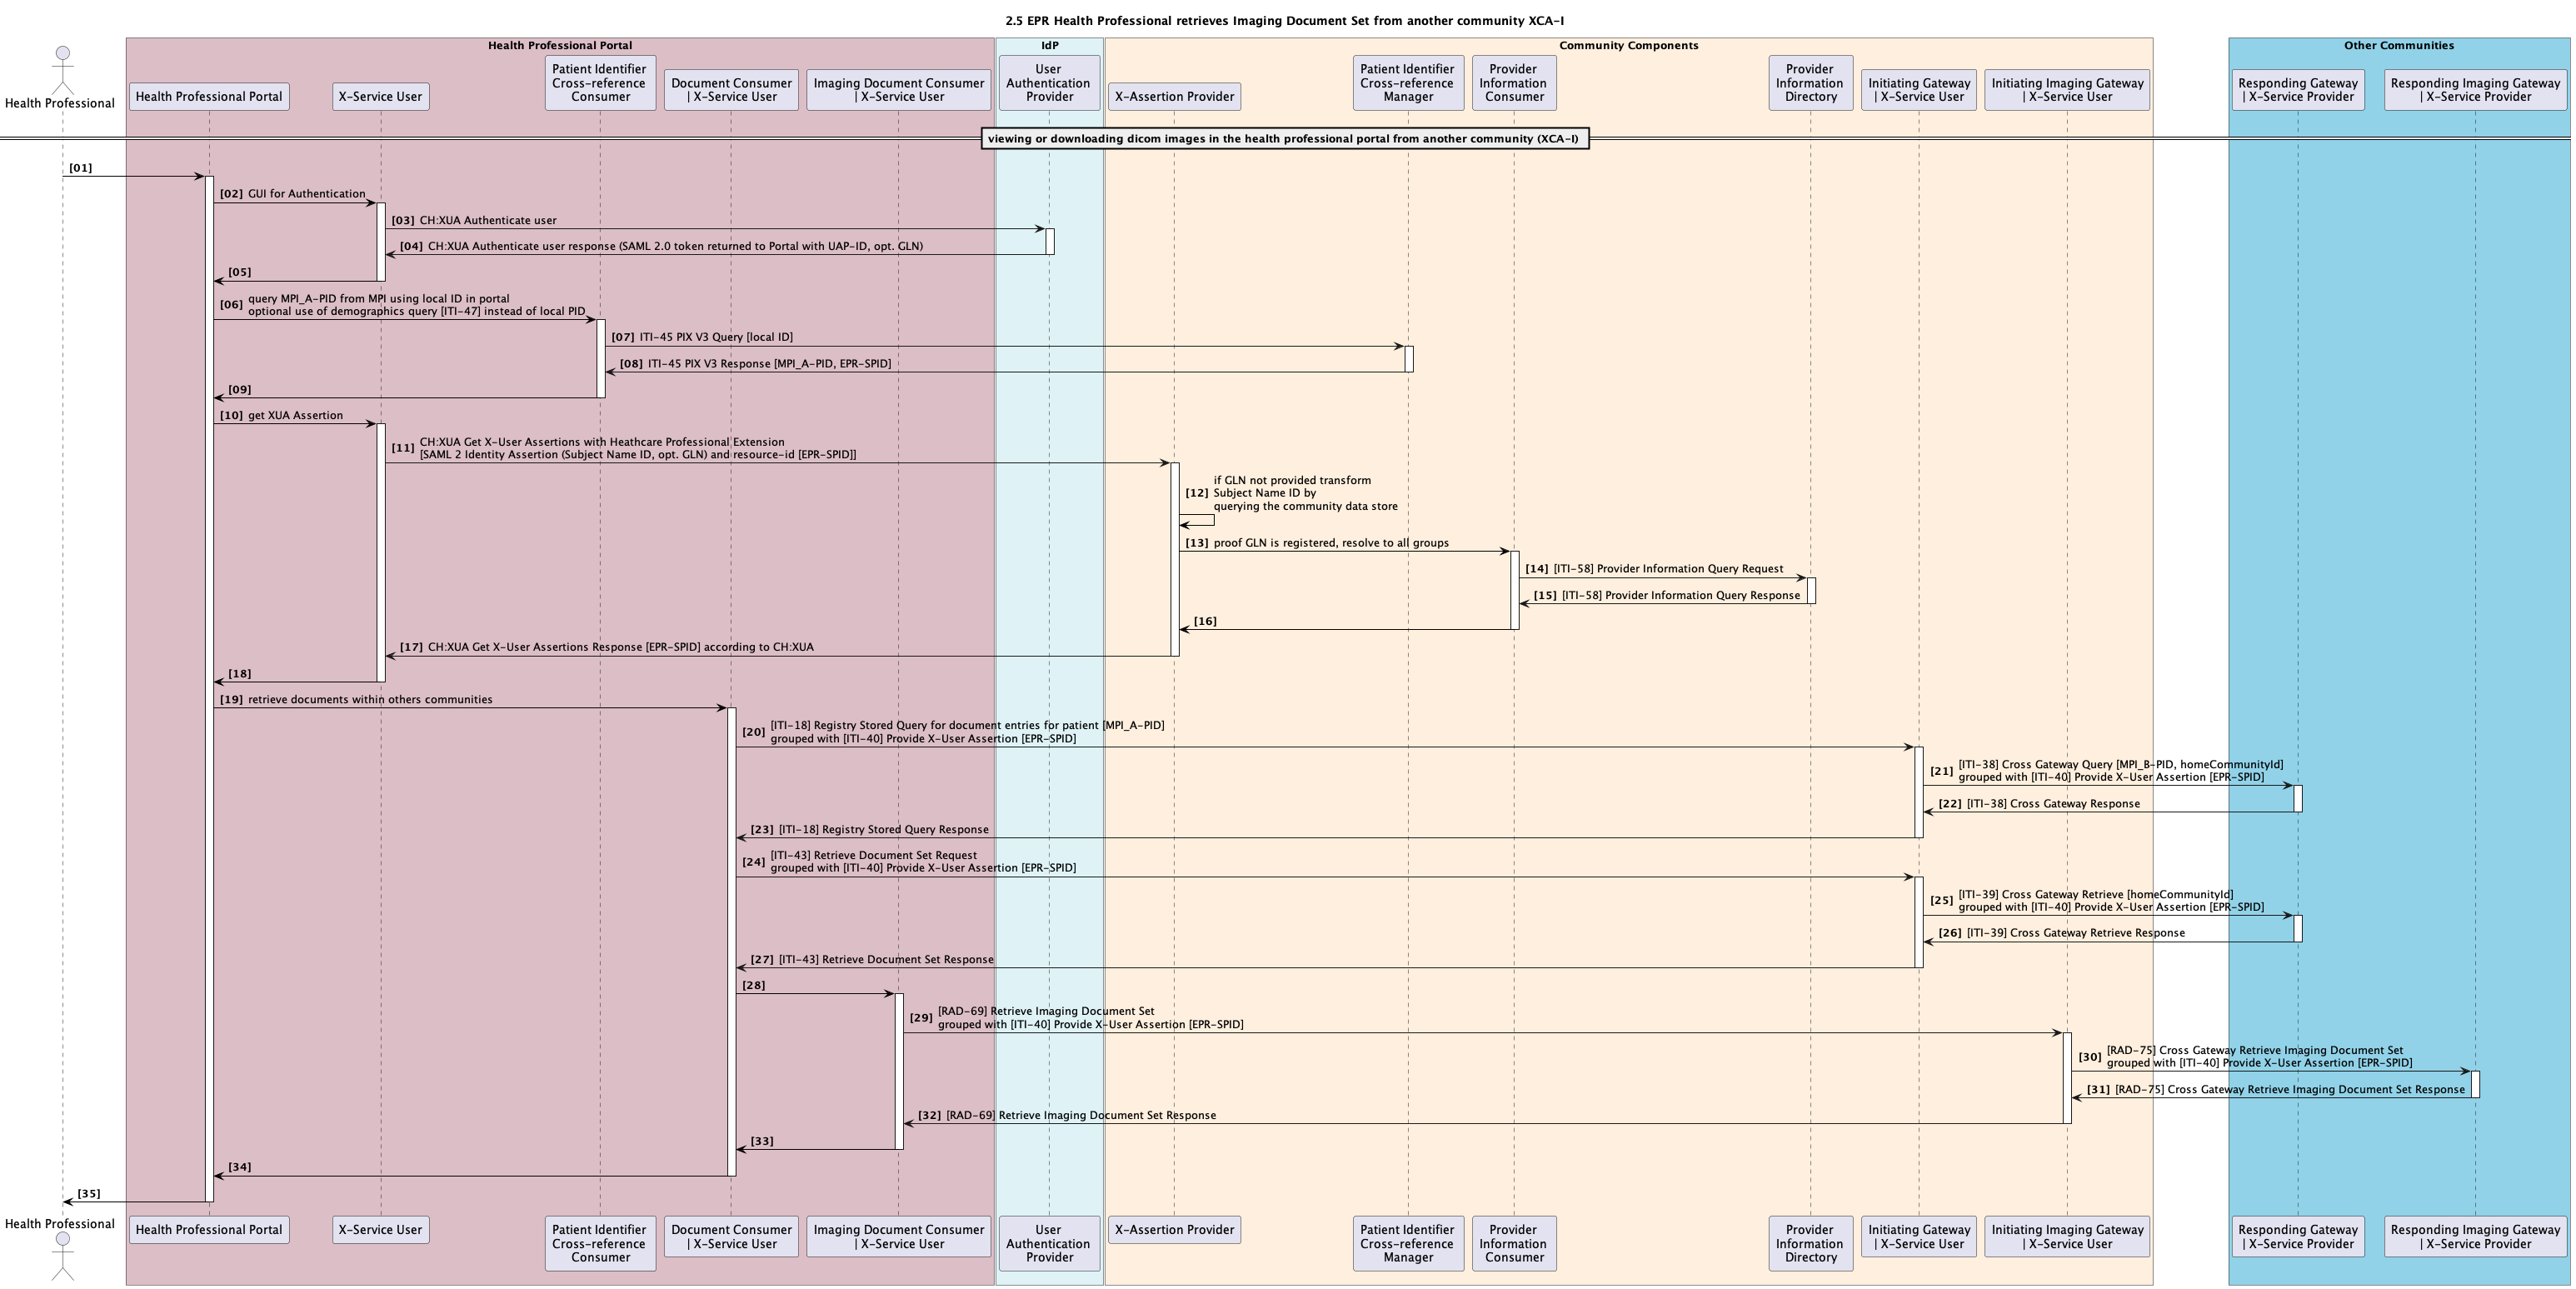 2.5 EPR Health Professional retrieves Imaging Document Set from another community XCA-I
Health Professional Portal
IdP
Community Components
Other Communities
Health Professional
Health Professional Portal
X-Service User
Patient Identifier
Cross-reference
Consumer
Document Consumer
| X-Service User
Imaging Document Consumer
| X-Service User
User
Authentication
Provider
X-Assertion Provider
Patient Identifier
Cross-reference
Manager
Provider
Information
Consumer
Provider
Information
Directory
Initiating Gateway
| X-Service User
Initiating Imaging Gateway
| X-Service User
Responding Gateway
| X-Service Provider
Responding Imaging Gateway
| X-Service Provider
viewing or downloading dicom images in the health professional portal from another community (XCA-I)
[01]
[02] GUI for Authentication
[03] CH:XUA Authenticate user
[04] CH:XUA Authenticate user response (SAML 2.0 token returned to Portal with UAP-ID, opt. GLN)
[05]
[06] query MPI_A-PID from MPI using local ID in portal
optional use of demographics query [ITI-47] instead of local PID
[07] ITI-45 PIX V3 Query [local ID]
[08] ITI-45 PIX V3 Response [MPI_A-PID, EPR-SPID]
[09]
[10] get XUA Assertion
[11] CH:XUA Get X-User Assertions with Heathcare Professional Extension
[SAML 2 Identity Assertion (Subject Name ID, opt. GLN) and resource-id [EPR-SPID]]
if GLN not provided transform
[12] Subject Name ID by
querying the community data store
[13] proof GLN is registered, resolve to all groups
[14] [ITI-58] Provider Information Query Request
[15] [ITI-58] Provider Information Query Response
[16]
[17] CH:XUA Get X-User Assertions Response [EPR-SPID] according to CH:XUA
[18]
[19] retrieve documents within others communities
[20] [ITI-18] Registry Stored Query for document entries for patient [MPI_A-PID]
grouped with [ITI-40] Provide X-User Assertion [EPR-SPID]
[21] [ITI-38] Cross Gateway Query [MPI_B-PID, homeCommunityId]
grouped with [ITI-40] Provide X-User Assertion [EPR-SPID]
[22] [ITI-38] Cross Gateway Response
[23] [ITI-18] Registry Stored Query Response
[24] [ITI-43] Retrieve Document Set Request
grouped with [ITI-40] Provide X-User Assertion [EPR-SPID]
[25] [ITI-39] Cross Gateway Retrieve [homeCommunityId]
grouped with [ITI-40] Provide X-User Assertion [EPR-SPID]
[26] [ITI-39] Cross Gateway Retrieve Response
[27] [ITI-43] Retrieve Document Set Response
[28]
[29] [RAD-69] Retrieve Imaging Document Set
grouped with [ITI-40] Provide X-User Assertion [EPR-SPID]
[30] [RAD-75] Cross Gateway Retrieve Imaging Document Set
grouped with [ITI-40] Provide X-User Assertion [EPR-SPID]
[31] [RAD-75] Cross Gateway Retrieve Imaging Document Set Response
[32] [RAD-69] Retrieve Imaging Document Set Response
[33]
[34]
[35]
Health Professional
Health Professional Portal
X-Service User
Patient Identifier
Cross-reference
Consumer
Document Consumer
| X-Service User
Imaging Document Consumer
| X-Service User
User
Authentication
Provider
X-Assertion Provider
Patient Identifier
Cross-reference
Manager
Provider
Information
Consumer
Provider
Information
Directory
Initiating Gateway
| X-Service User
Initiating Imaging Gateway
| X-Service User
Responding Gateway
| X-Service Provider
Responding Imaging Gateway
| X-Service Provider